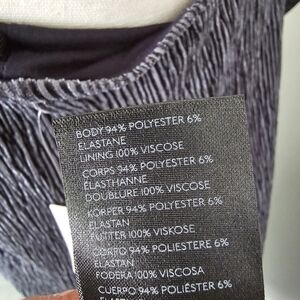 BODY 94% POLYESTER 6%
ELASTANE
LINING 100% VISCOSE
CORPS 94% POLYESTER 6%
ÉLASTHANNE
DOUBLURE 100% VISCOSE
KÖRPER 94% POLYESTER 6%
ELASTAN
FUTTER 100% VISKOSE
CORPO 94% POLIESTERE 6%
ELASTAN
FODERA 100% VISCOSA
CUERPO 94% POLIÉSTER 6%